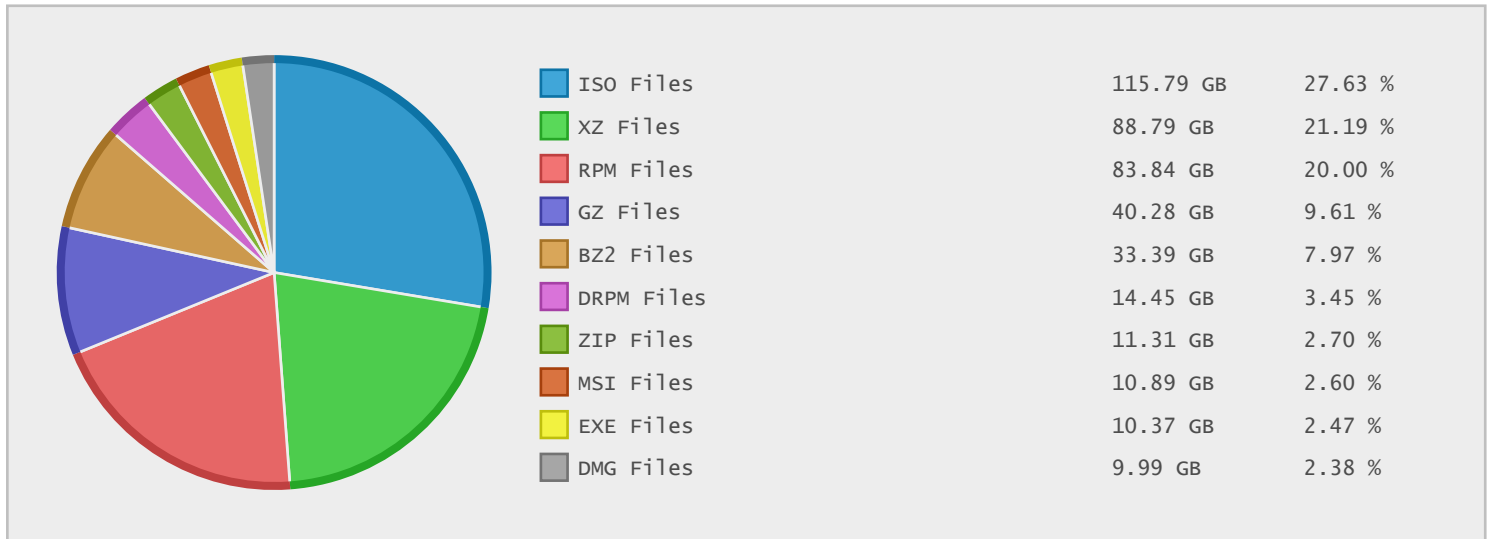 ISO Files 115.79 GB 27.63 %
XZ Files 88.79 GB 21.19 %
RPM Files 83.84 GB 20.00 %
GZ Files 40.28 GB 9.61 %
BZ2 Files 33.39 GB 7.97 %
DRPM Files 14.45 GB 3.45 %
ZIP Files 11.31 GB 2.70 %
MSI Files 10.89 GB 2.60 %
EXE Files 10.37 GB 2.47 %
DMG Files 9.99 GB 2.38 %